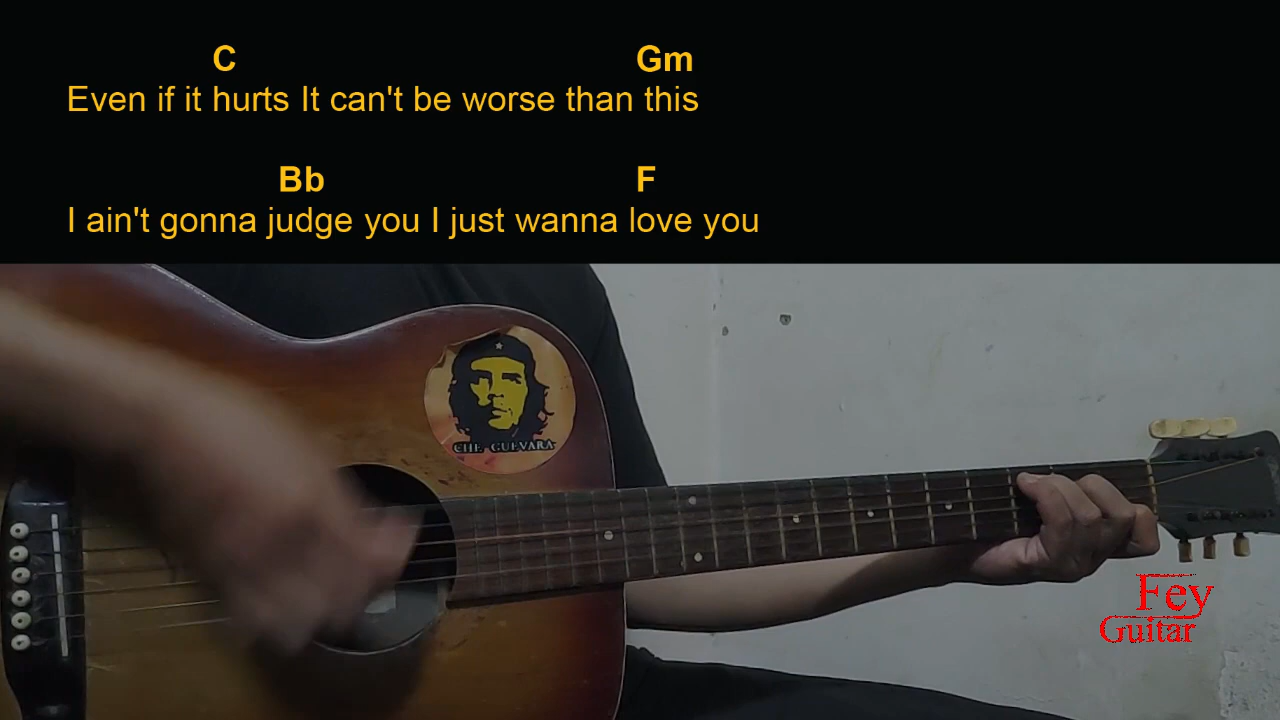 C Gm
Even if it hurts It can't be worse than this
Bb F
I ain't gonna judge you I just wanna love you
CHE GUEVARA
Fey
Guitar